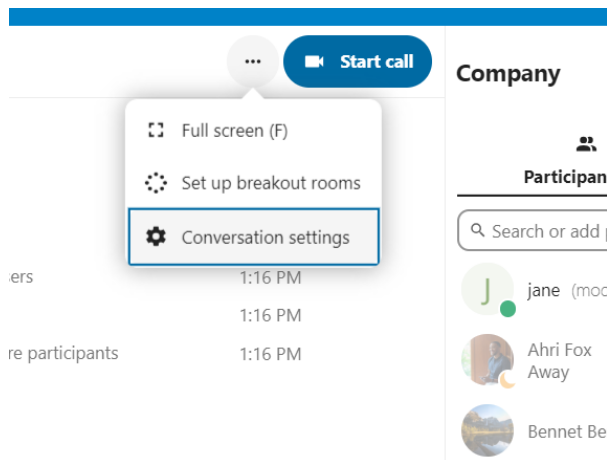 ... Start call
Company
Full screen (F)
Set up breakout rooms
Participan
Conversation settings
Search or add
ers 1:16 PM
J jane (mod
1:16 PM
re participants 1:16 PM
Ahri Fox
Away
Bennet Be